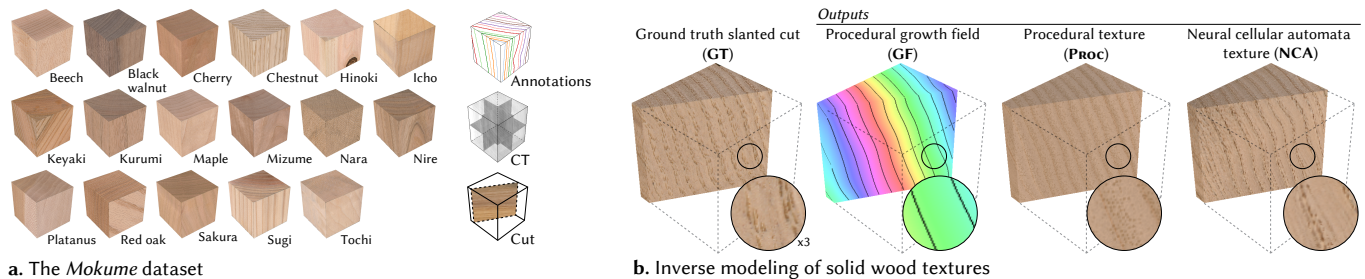 Beech
Black
walnut
Cherry
Chestnut
Hinoki
Icho
Annotations
Keyaki
Kurumi
Maple
Mizume
Nara
Nire
CT
Platanus
Red oak
Sakura
Sugi
Tochi
Cut
a. The Mokume dataset
Outputs
Ground truth slanted cut
(GT)
Procedural growth field
(GF)
Procedural texture
(PROC)
Neural cellular automata
texture (NCA)
x3
b. Inverse modeling of solid wood textures